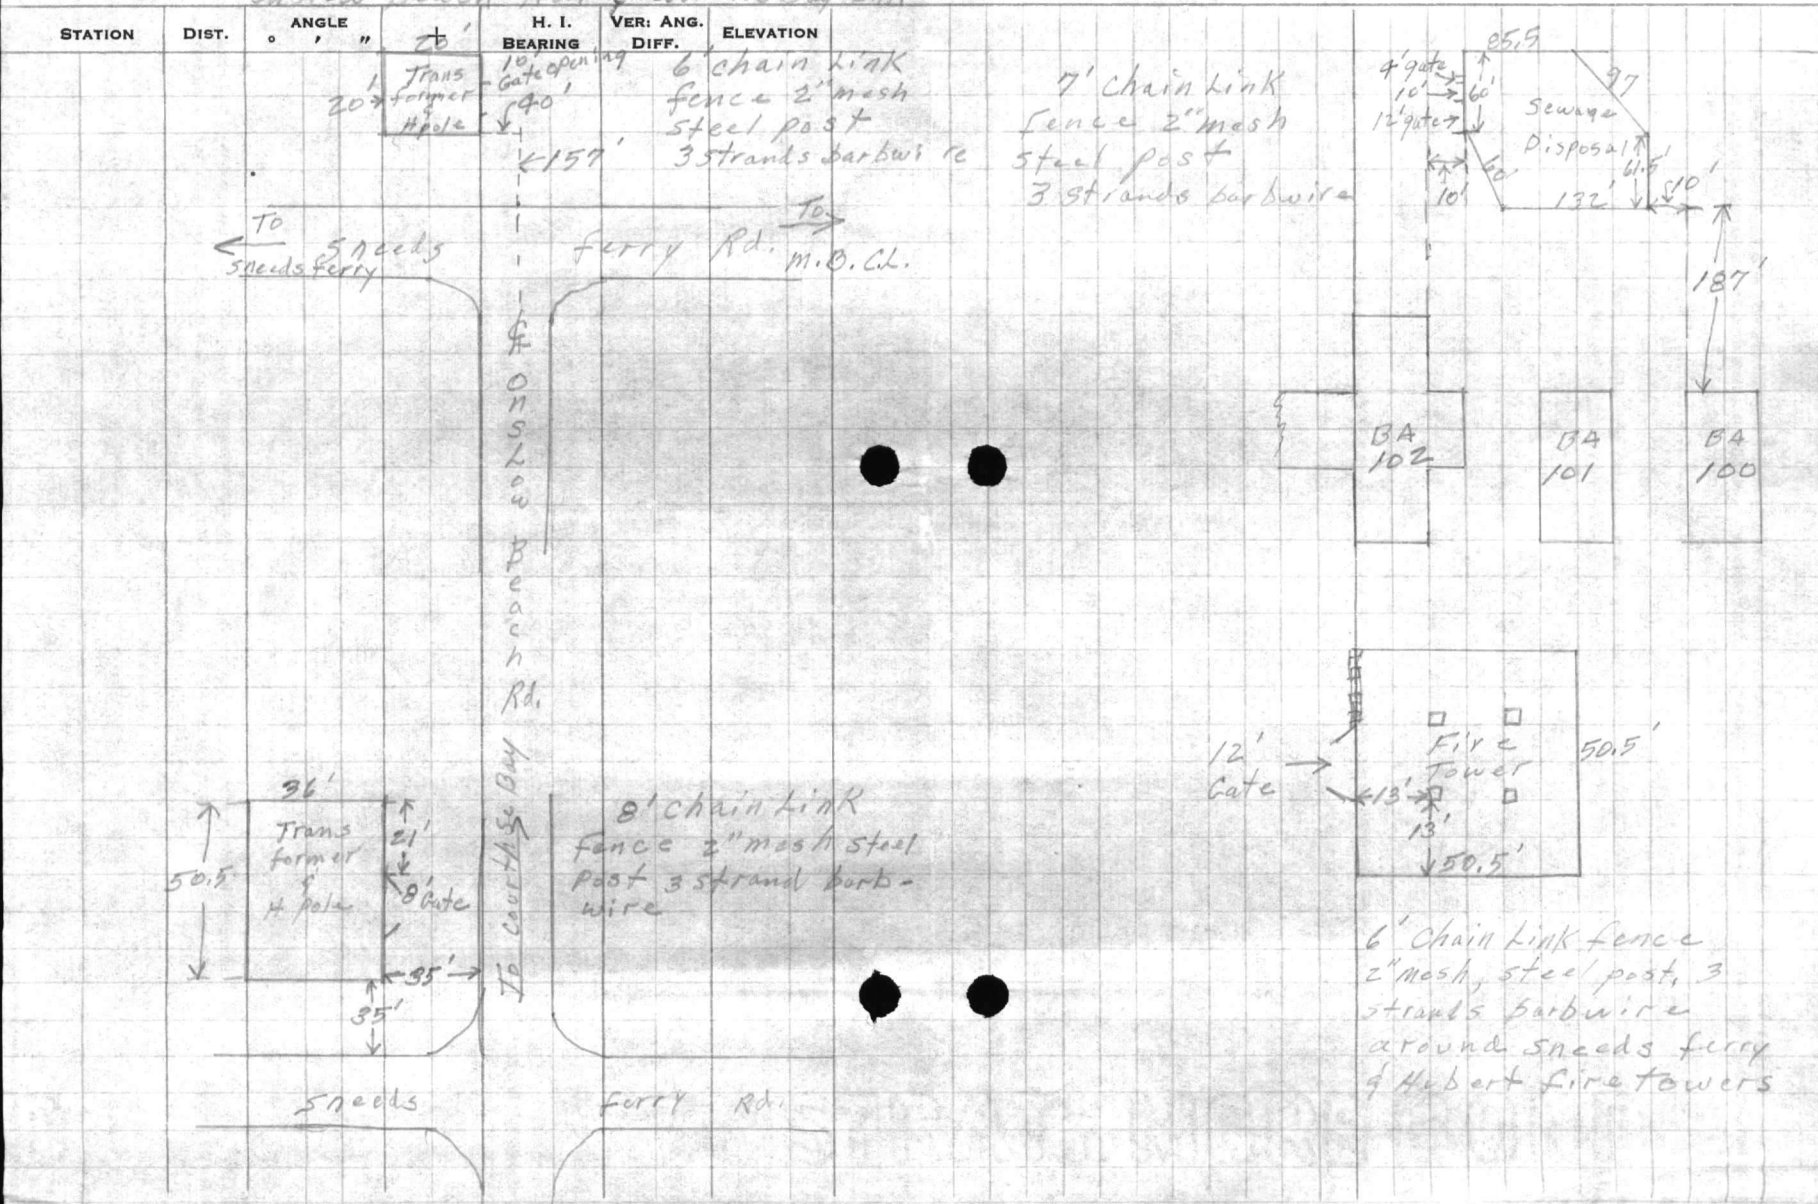 STATION DIST. ANGLE ° ' " + H. I. BEARING VER: ANG. DIFF. ELEVATION
20'
Trans
former
&
H pole
20'
10'
Gate opening
40'
←157'
6' chain Link
fence 2" mesh
steel post
3 strands barbwire
To
Sneeds ferry
Sneeds ferry Rd.
To
M.B.C.L.
℄ Onslow Beach Rd.
To Courthse Bay
36'
50.5
Trans
former
&
H pole
21'
8' Gate
35'
35'
8' Chain Link
fence 2" mesh steel
post 3 strand barb-
wire
Sneeds ferry Rd.
7' Chain Link
fence 2" mesh
steel post
3 strands barbwire
85.5
4' gate
10'
12' gate
60'
97
Sewage
Disposal
60'
61.5'
10'
132'
10'
187'
BA
102
BA
101
BA
100
12'
Gate
Fire
Tower
50.5'
13'
13'
50.5'
6' Chain Link fence
2" mesh, steel post, 3
strands barbwire
around Sneeds ferry
& Hubert fire towers